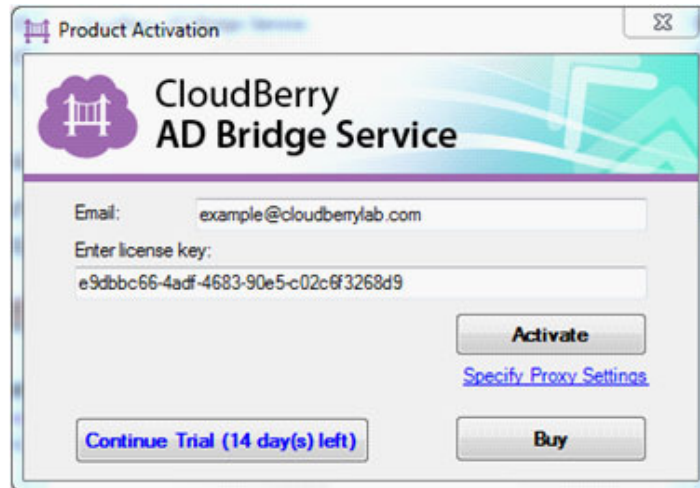 Product Activation
CloudBerry
AD Bridge Service
Email: example@cloudberrylab.com
Enter license key:
e9dbbc66-4adf-4683-90e5-c02c6f3268d9
Activate
Specify Proxy Settings
Continue Trial (14 day(s) left)
Buy